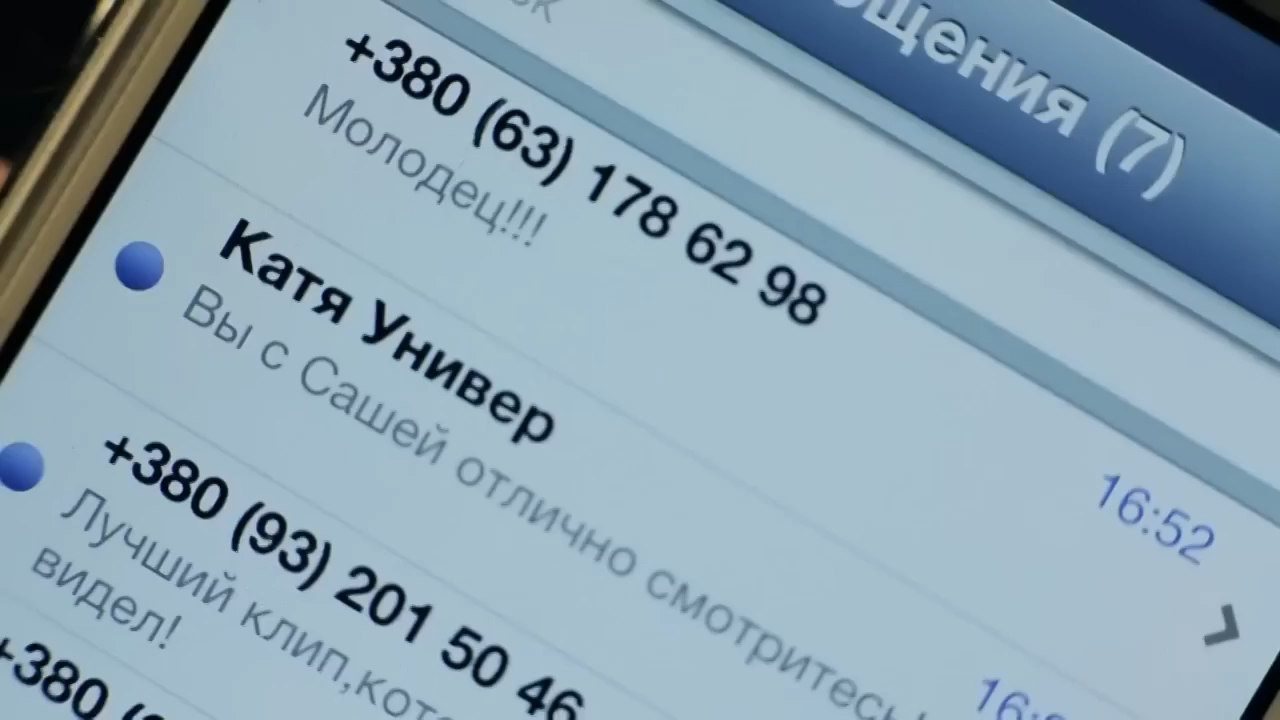 (7)
+380 (63) 178 62 98
Молодец!!!
16:52
Катя Универ
Вы с Сашей отлично смотритесь!
+380 (93) 201 50 46
Лучший клип,
видел!
+380